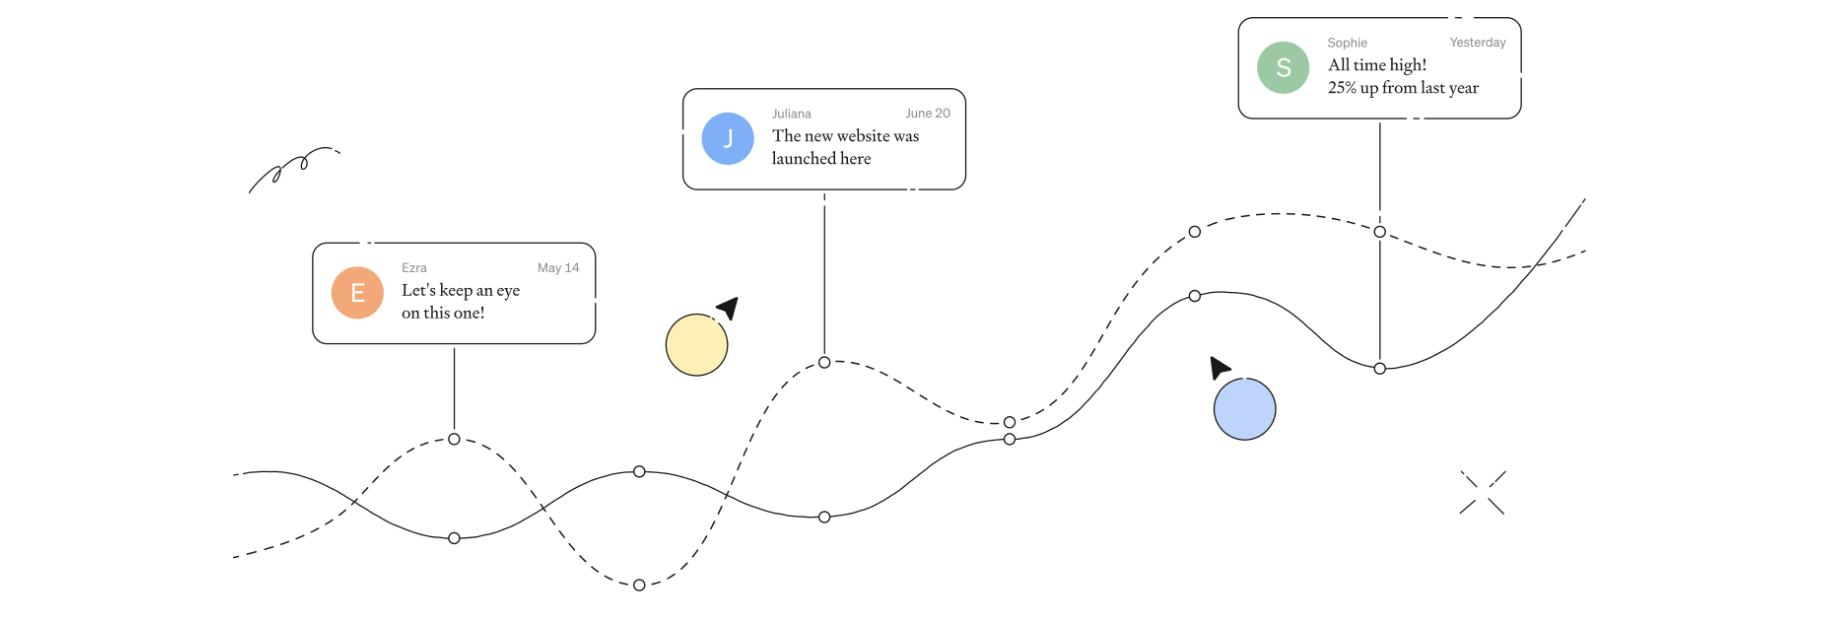 Sophie Yesterday
S
All time high!
25% up from last year
Juliana June 20
J
The new website was
launched here
Ezra May 14
E
Let's keep an eye
on this one!